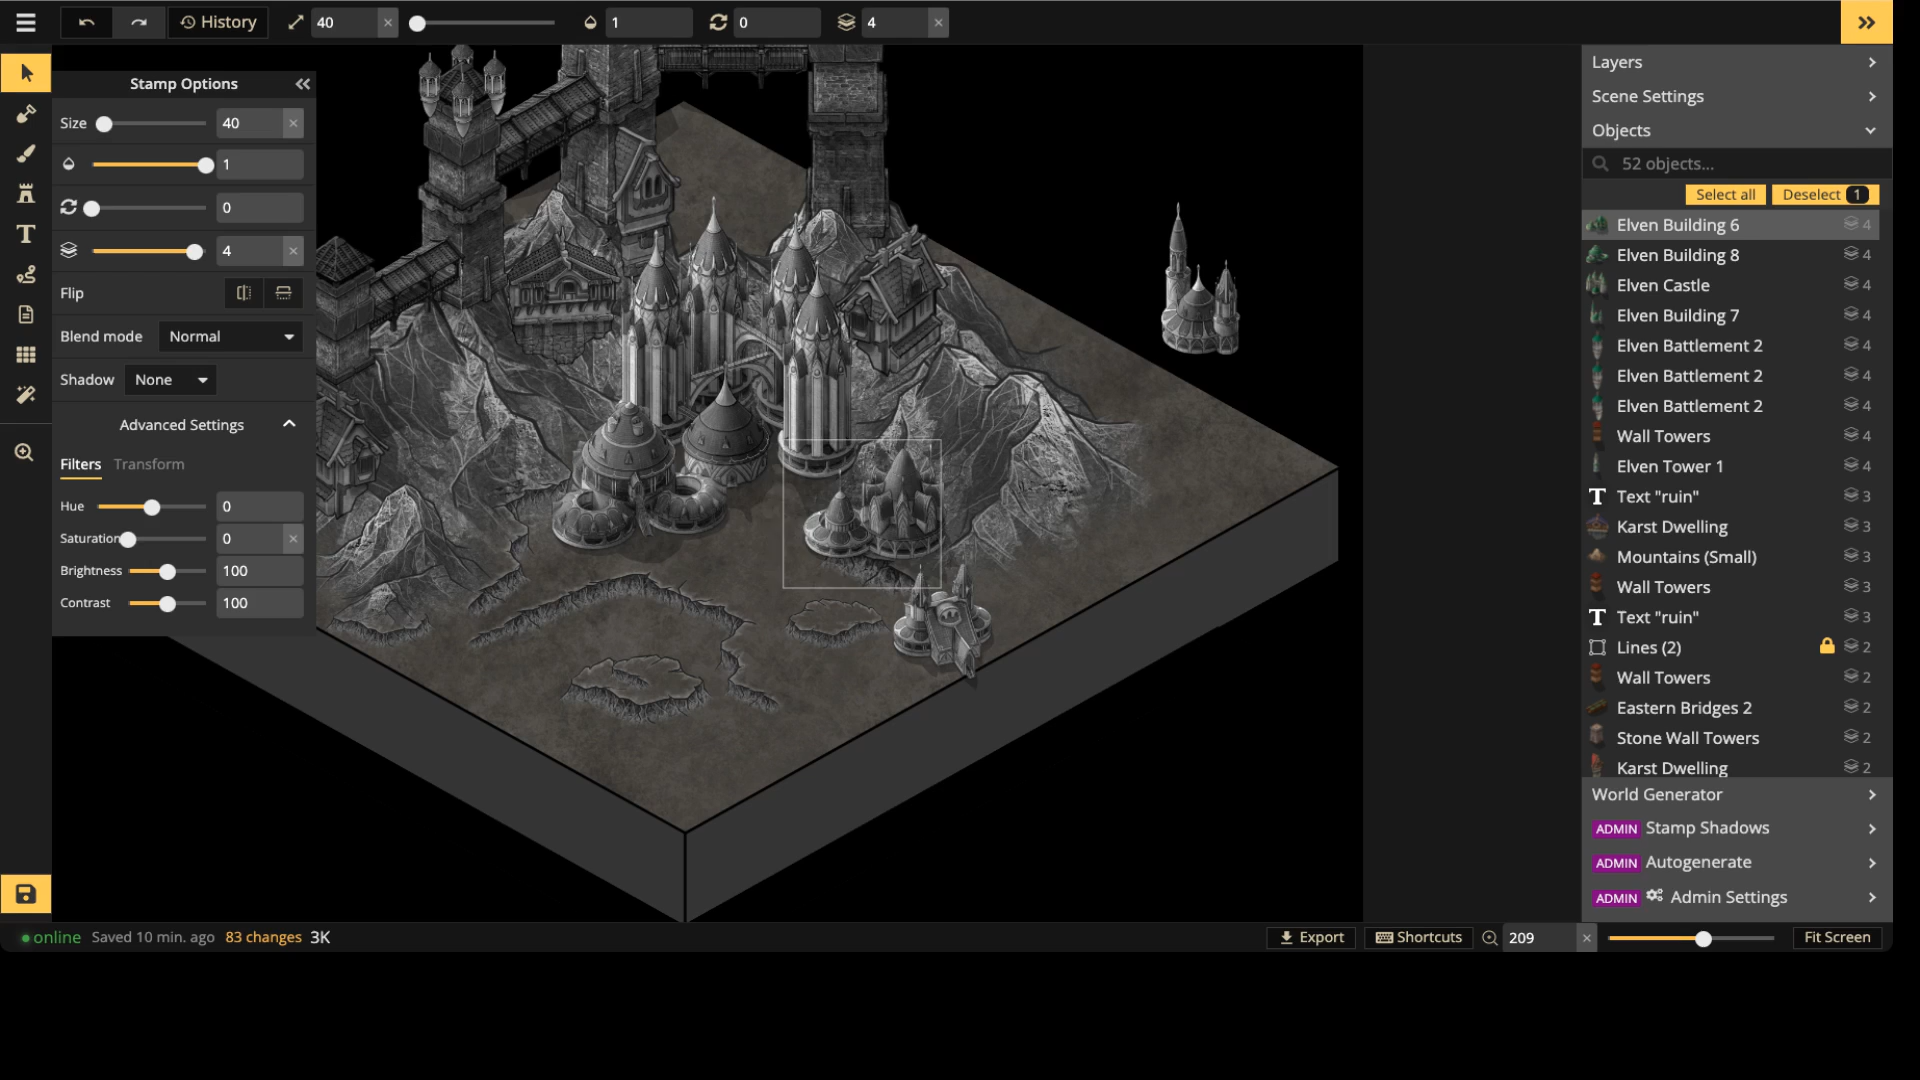 History
40
1
0
4
Stamp Options
Size
40
1
0
4
Flip
Blend mode
Normal
Shadow
None
Advanced Settings
Filters
Transform
Hue
0
Saturation
0
Brightness
100
Contrast
100
Layers
Scene Settings
Objects
52 objects...
Select all
Deselect 1
Elven Building 6 4
Elven Building 8 4
Elven Castle 4
Elven Building 7 4
Elven Battlement 2 4
Elven Battlement 2 4
Elven Battlement 2 4
Wall Towers 4
Elven Tower 1 4
Text "ruin" 3
Karst Dwelling 3
Mountains (Small) 3
Wall Towers 3
Text "ruin" 3
Lines (2) 2
Wall Towers 2
Eastern Bridges 2 2
Stone Wall Towers 2
Karst Dwelling 2
World Generator
ADMIN Stamp Shadows
ADMIN Autogenerate
ADMIN Admin Settings
online Saved 10 min. ago 83 changes 3K
Export
Shortcuts
209
Fit Screen